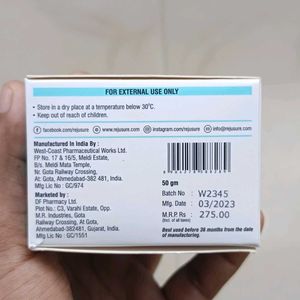 FOR EXTERNAL USE ONLY
• Store in a dry place at a temperature below 30°C.
• Keep out of reach of children.
facebook.com/rejusure
instagram.com/rejusure
rejusure.com
Manufactured In India By :
West-Coast Pharmaceutical Works Ltd.
FP No. 17 & 16/5, Meldi Estate,
B/s. Meldi Mata Temple,
Nr. Gota Railway Crossing,
At: Gota, Ahmedabad-382 481,
Mfg Lic No: GC/974
Marketed by :
DF Pharmacy Ltd.
Plot No.: C3, Varahi Estate, Opp.
M.R. Industries, Gota
Railway Crossing, At Gota,
Ahmedabad-382481, Gujarat, India.
Mfg Lic No: GC/1551
50 gm
Batch No : W2345
Mfg. Date : 03/2023
M.R.P Rs : 275.00
(Incl. of all taxes)
Best used before 36 months from the date
of manufacturing.